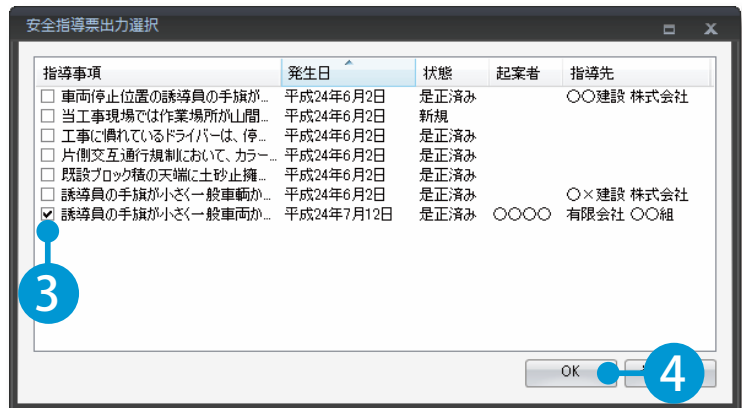 安全指導票出力選択
指導事項 発生日 状態 起案者 指導先
車両停止位置の誘導員の手旗が... 平成24年6月2日 是正済み 〇〇建設 株式会社
当工事現場では作業場所が山間... 平成24年6月2日 新規
工事に慣れているドライバーは、停... 平成24年6月2日 是正済み
片側交互通行規制において、カラー... 平成24年6月2日 是正済み
既設ブロック積の天端に土砂止擁... 平成24年6月2日 是正済み
誘導員の手旗が小さく一般車輌か... 平成24年6月2日 是正済み 〇×建設 株式会社
誘導員の手旗が小さく一般車両か... 平成24年7月12日 是正済み 〇〇〇〇 有限会社 〇〇組
3
OK
4